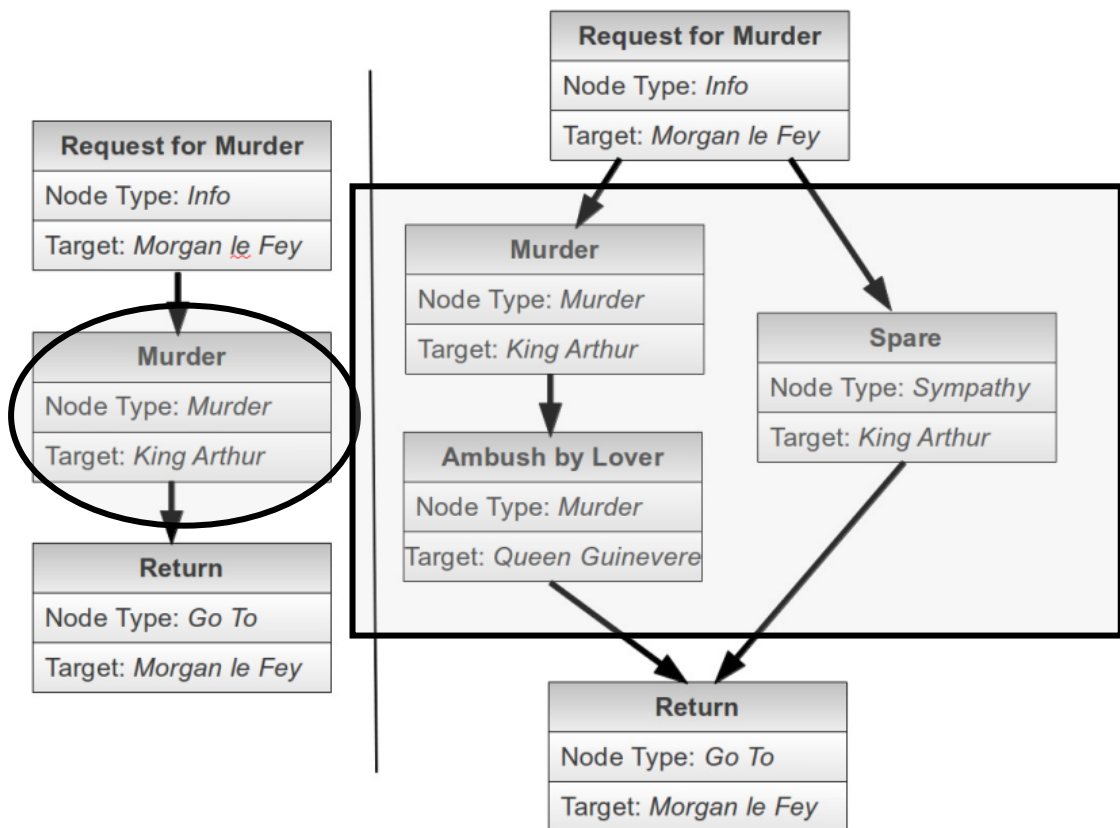 Request for Murder
Node Type: Info
Target: Morgan le Fey
Murder
Node Type: Murder
Target: King Arthur
Return
Node Type: Go To
Target: Morgan le Fey
Request for Murder
Node Type: Info
Target: Morgan le Fey
Murder
Node Type: Murder
Target: King Arthur
Ambush by Lover
Node Type: Murder
Target: Queen Guinevere
Spare
Node Type: Sympathy
Target: King Arthur
Return
Node Type: Go To
Target: Morgan le Fey